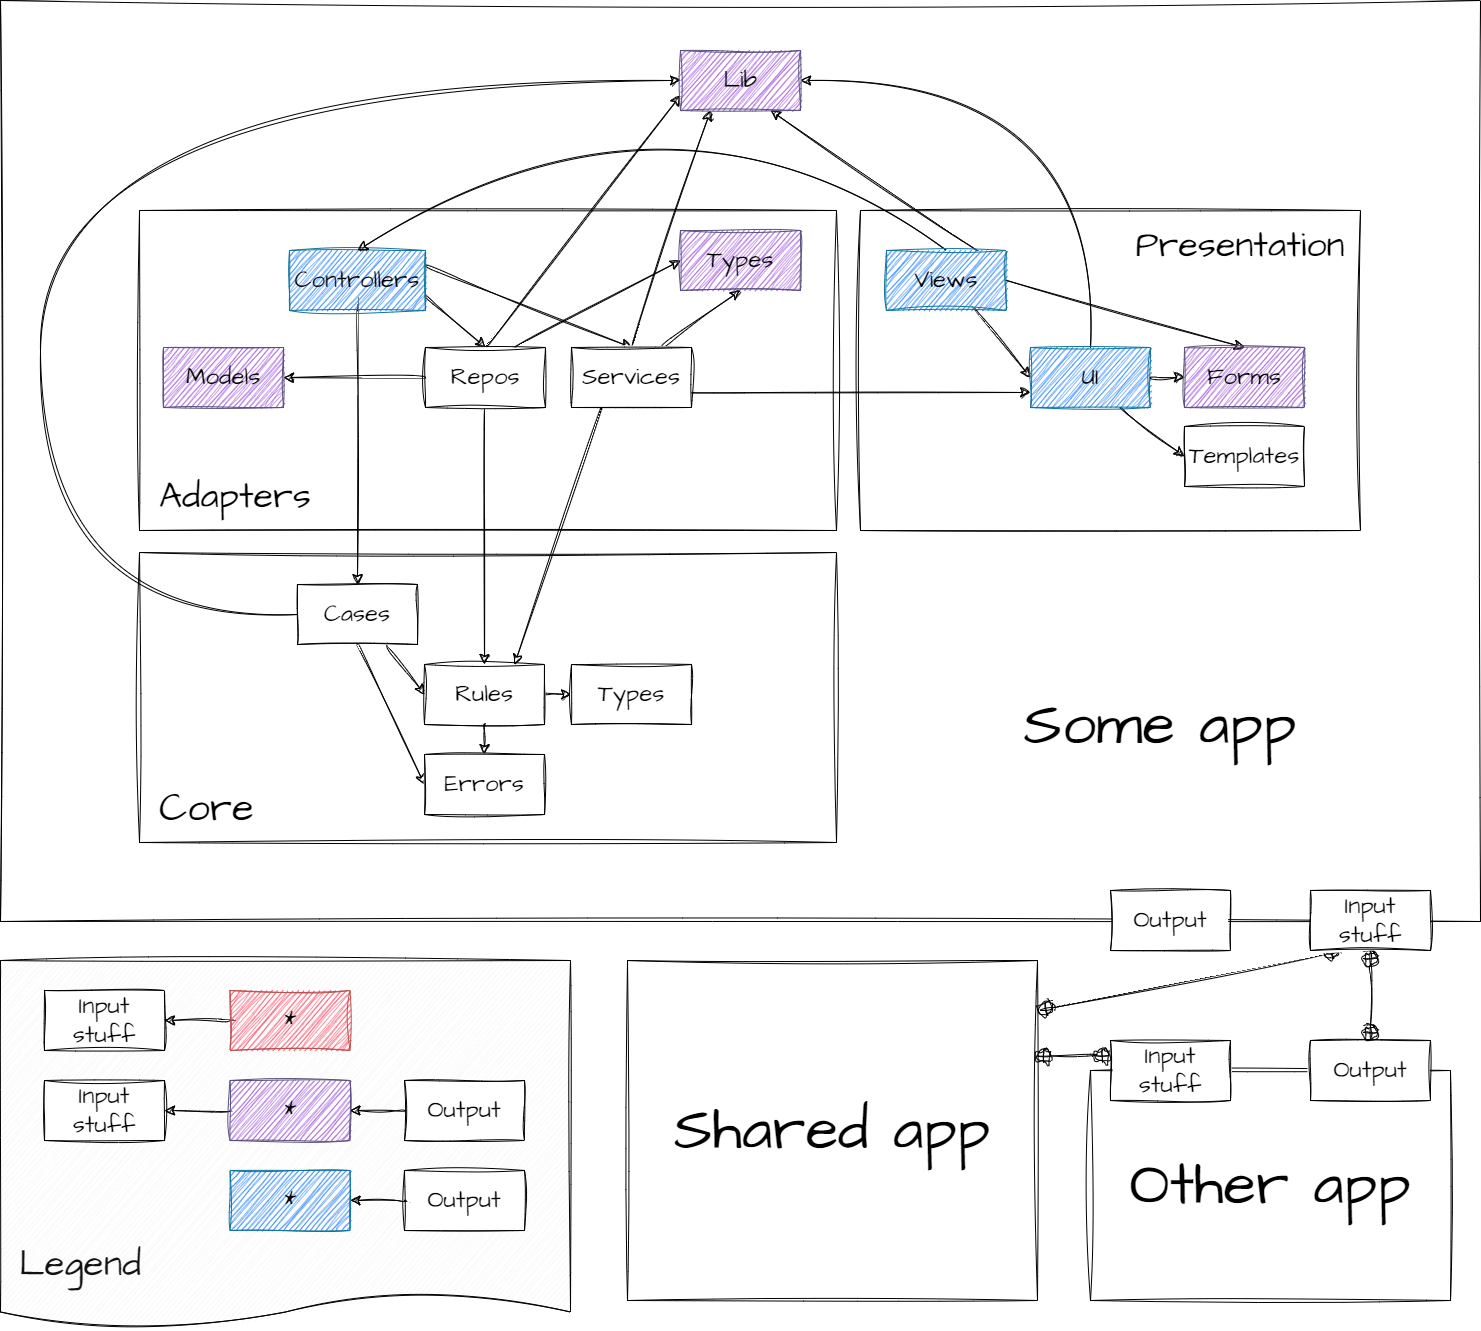 Lib
Controllers
Types
Views
Presentation
Models
Repos
Services
UI
Forms
Templates
Adapters
Cases
Rules
Types
Errors
Core
Some app
Output
Input
stuff
Input
stuff
*
Input
stuff
*
Output
*
Output
Legend
Shared app
Input
stuff
Output
Other app